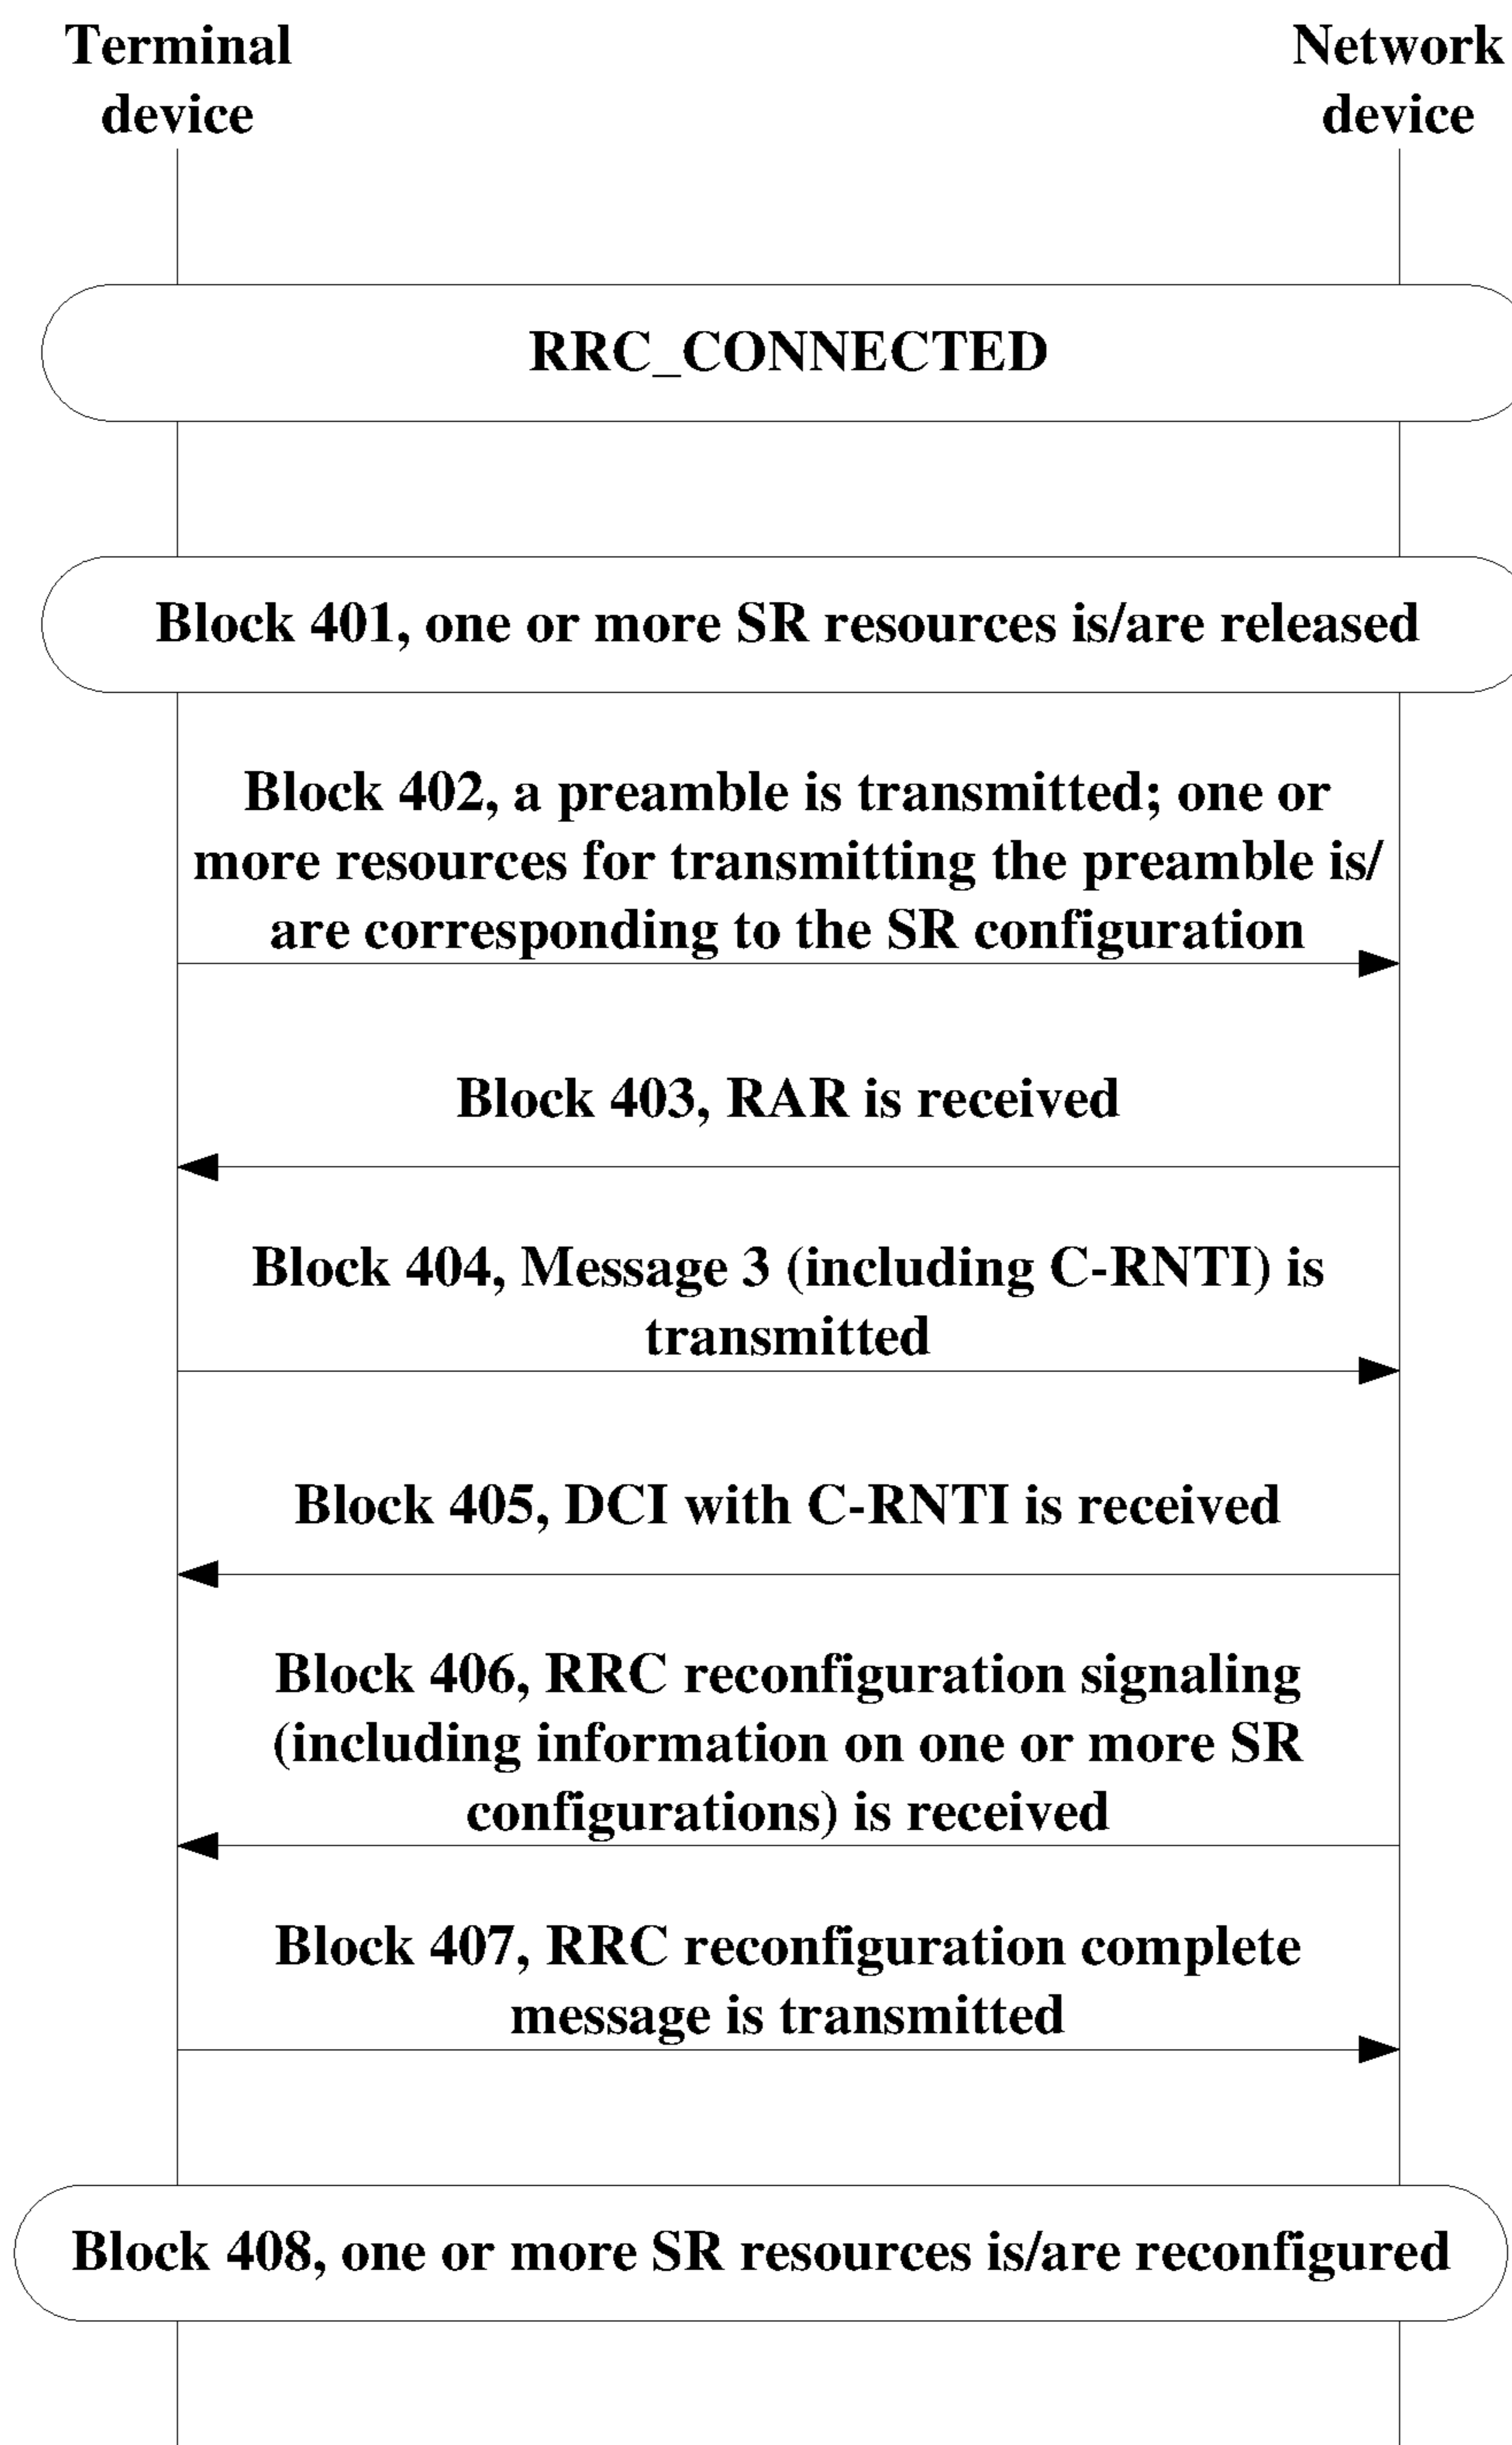 Terminal
device
Network
device
RRC_CONNECTED
Block 401, one or more SR resources is/are released
Block 402, a preamble is transmitted; one or
more resources for transmitting the preamble is/
are corresponding to the SR configuration
Block 403, RAR is received
Block 404, Message 3 (including C-RNTI) is
transmitted
Block 405, DCI with C-RNTI is received
Block 406, RRC reconfiguration signaling
(including information on one or more SR
configurations) is received
Block 407, RRC reconfiguration complete
message is transmitted
Block 408, one or more SR resources is/are reconfigured